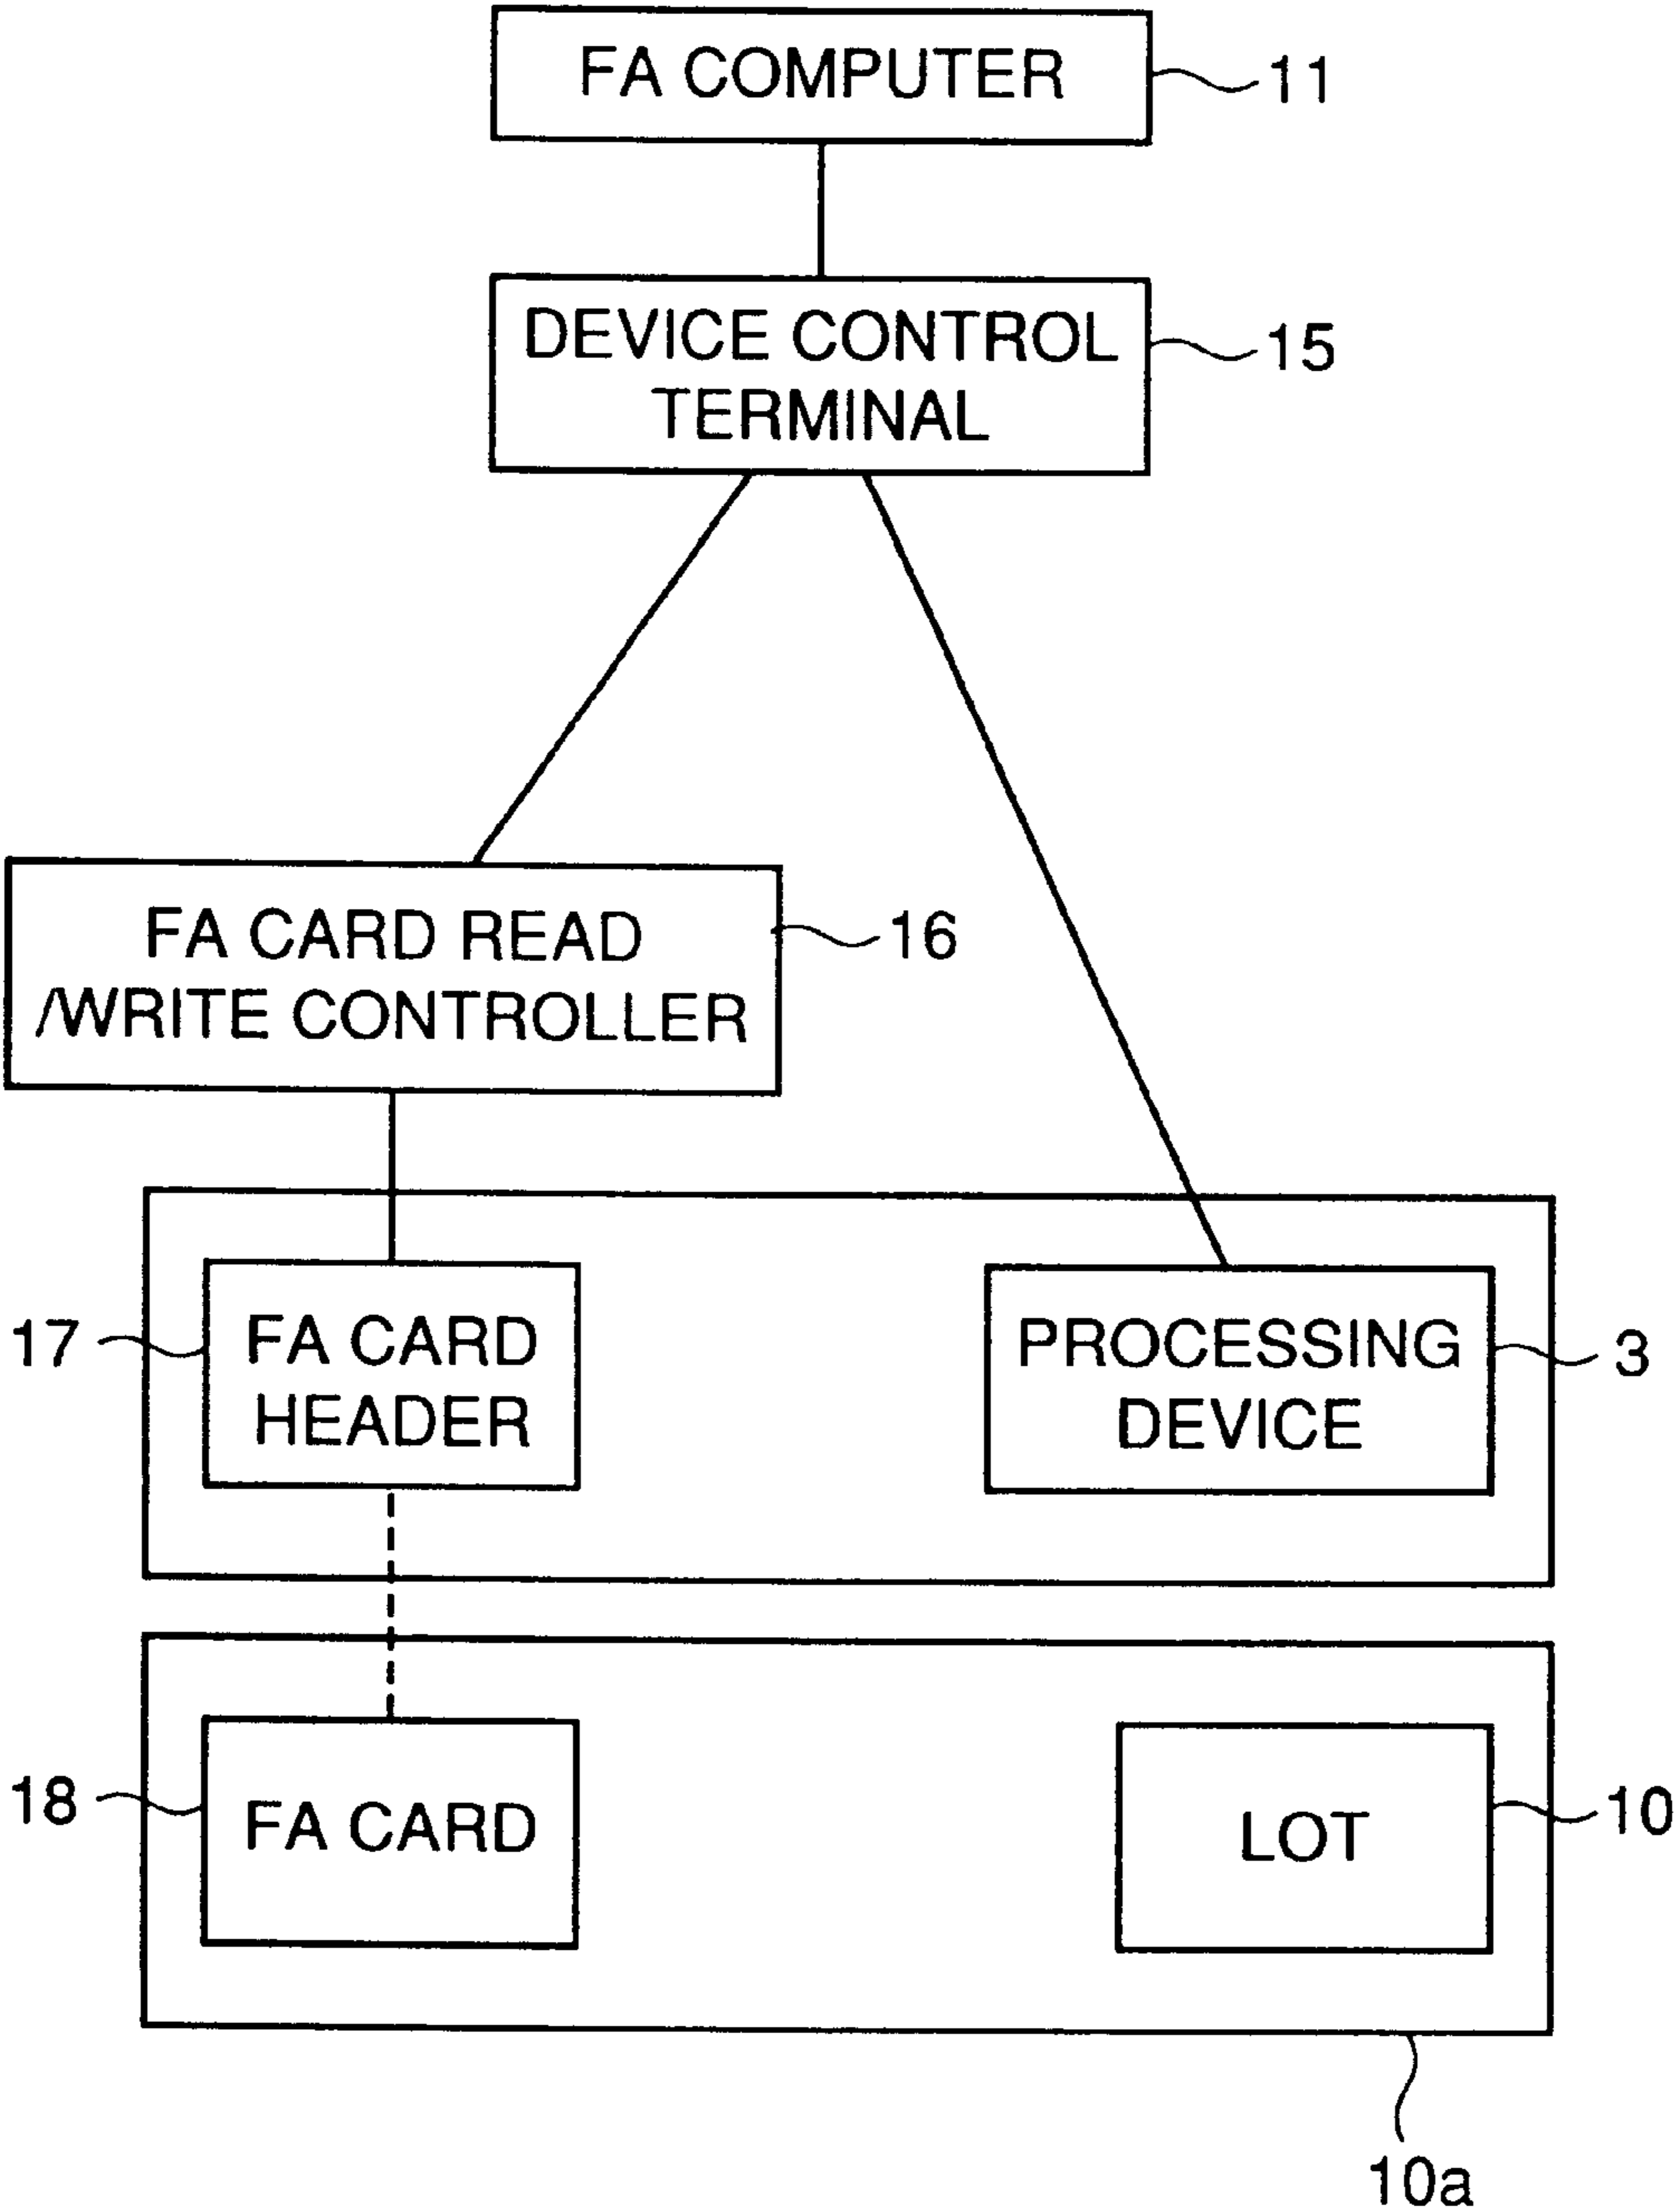 FA COMPUTER
11
DEVICE CONTROL
TERMINAL
15
FA CARD READ
/WRITE CONTROLLER
16
17
FA CARD
HEADER
PROCESSING
DEVICE
3
18
FA CARD
LOT
10
10a